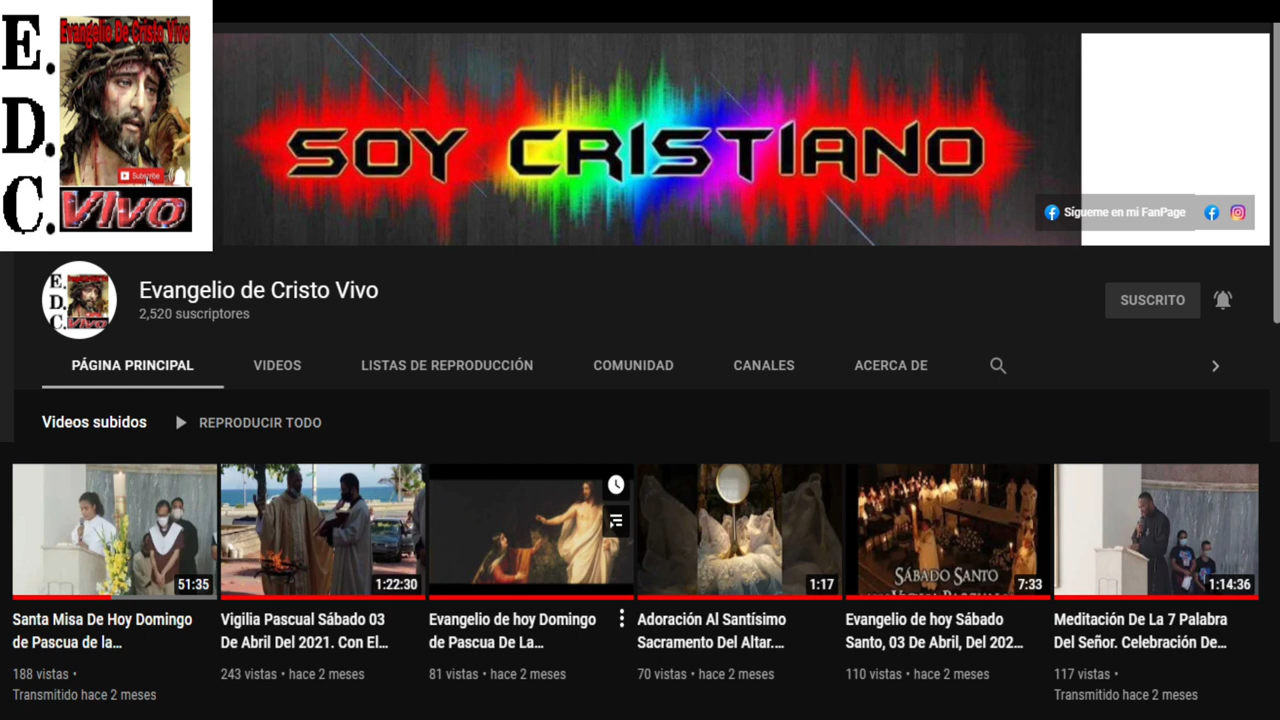 E.
D.
C.
Evangelio De Cristo Vivo
Subscribe
Vivo
SOY CRISTIANO
Sígueme en mi FanPage
E.
D.
C.
Vivo
Evangelio de Cristo Vivo
2,520 suscriptores
SUSCRITO
PÁGINA PRINCIPAL VIDEOS LISTAS DE REPRODUCCIÓN COMUNIDAD CANALES ACERCA DE
Videos subidos REPRODUCIR TODO
SÁBADO SANTO
51:35 1:22:30 1:17 7:33 1:14:36
Santa Misa De Hoy Domingo
de Pascua de la...
188 vistas •
Transmitido hace 2 meses
Vigilia Pascual Sábado 03
De Abril Del 2021. Con El...
243 vistas • hace 2 meses
Evangelio de hoy Domingo
de Pascua De La...
81 vistas • hace 2 meses
Adoración Al Santísimo
Sacramento Del Altar....
70 vistas • hace 2 meses
Evangelio de hoy Sábado
Santo, 03 De Abril, Del 202...
110 vistas • hace 2 meses
Meditación De La 7 Palabra
Del Señor. Celebración De...
117 vistas •
Transmitido hace 2 meses